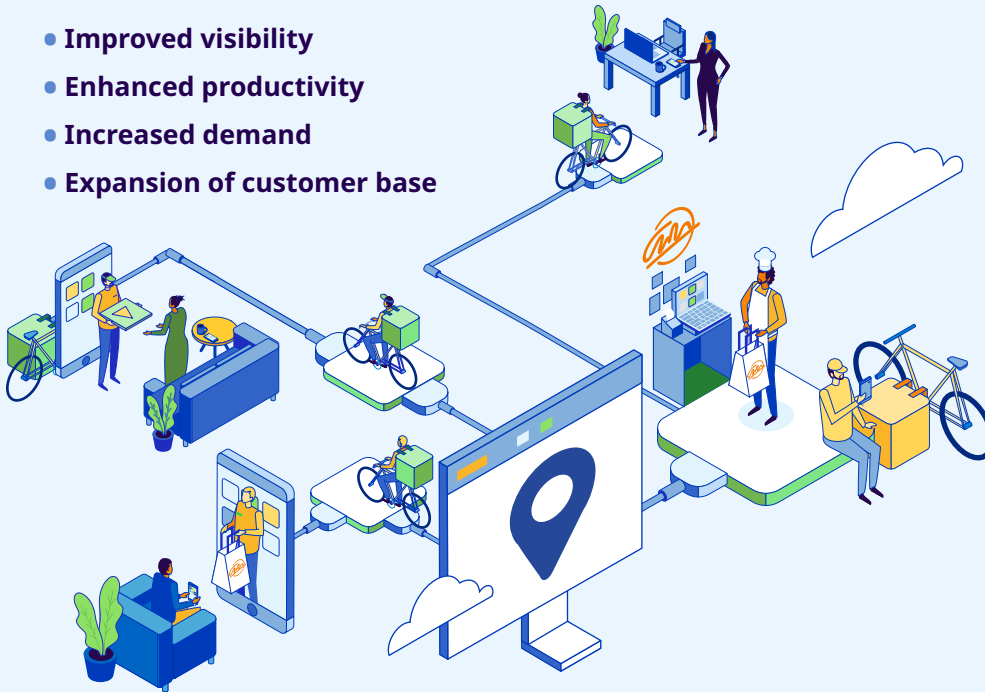 Improved visibility
Enhanced productivity
Increased demand
Expansion of customer base